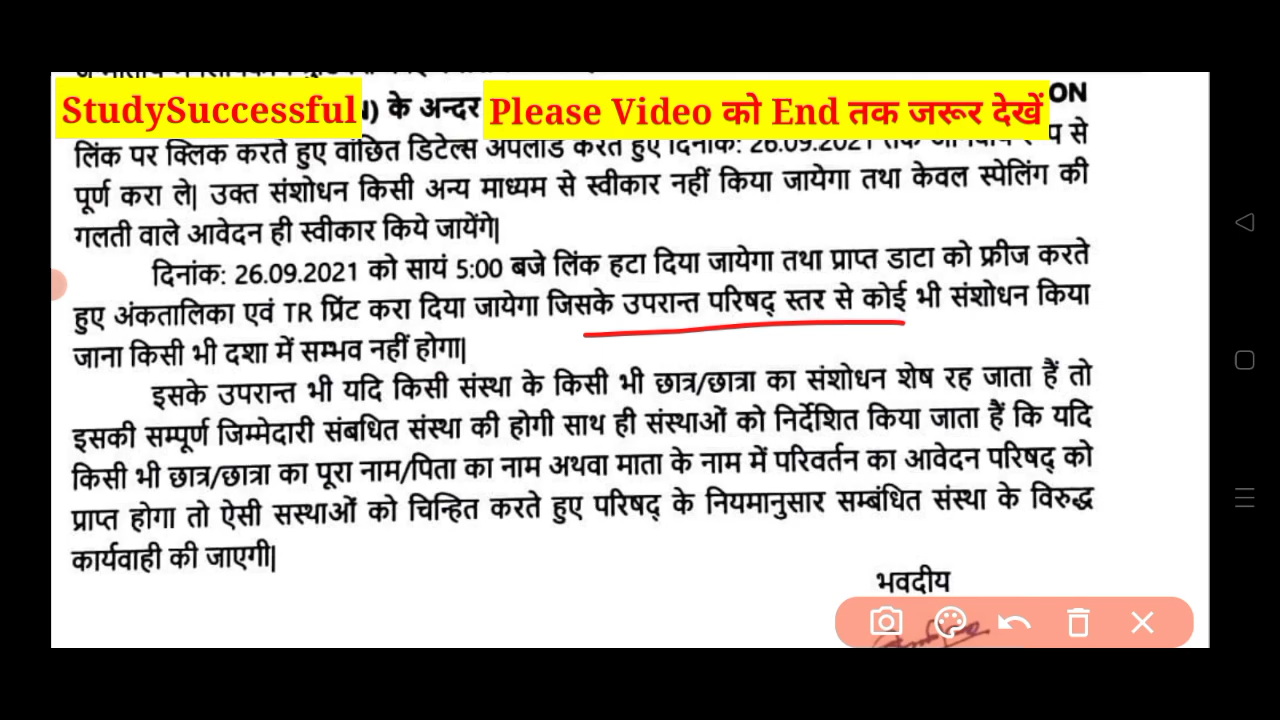 StudySuccessful
Please Video को End तक जरूर देखें
) के अन्दर ON
लिंक पर क्लिक करते हुए वांछित डिटेल्स अपलोड करते हुए दिनांक: 26.09.2021 से
पूर्ण करा ले| उक्त संशोधन किसी अन्य माध्यम से स्वीकार नहीं किया जायेगा तथा केवल स्पेलिंग की
गलती वाले आवेदन ही स्वीकार किये जायेंगे|
दिनांक: 26.09.2021 को सायं 5:00 बजे लिंक हटा दिया जायेगा तथा प्राप्त डाटा को फ्रीज करते
हुए अंकतालिका एवं TR प्रिंट करा दिया जायेगा जिसके उपरान्त परिषद् स्तर से कोई भी संशोधन किया
जाना किसी भी दशा में सम्भव नहीं होगा|
इसके उपरान्त भी यदि किसी संस्था के किसी भी छात्र/छात्रा का संशोधन शेष रह जाता हैं तो
इसकी सम्पूर्ण जिम्मेदारी संबधित संस्था की होगी साथ ही संस्थाओं को निर्देशित किया जाता हैं कि यदि
किसी भी छात्र/छात्रा का पूरा नाम/पिता का नाम अथवा माता के नाम में परिवर्तन का आवेदन परिषद् को
प्राप्त होगा तो ऐसी सस्थाओं को चिन्हित करते हुए परिषद् के नियमानुसार सम्बंधित संस्था के विरुद्ध
कार्यवाही की जाएगी|
भवदीय